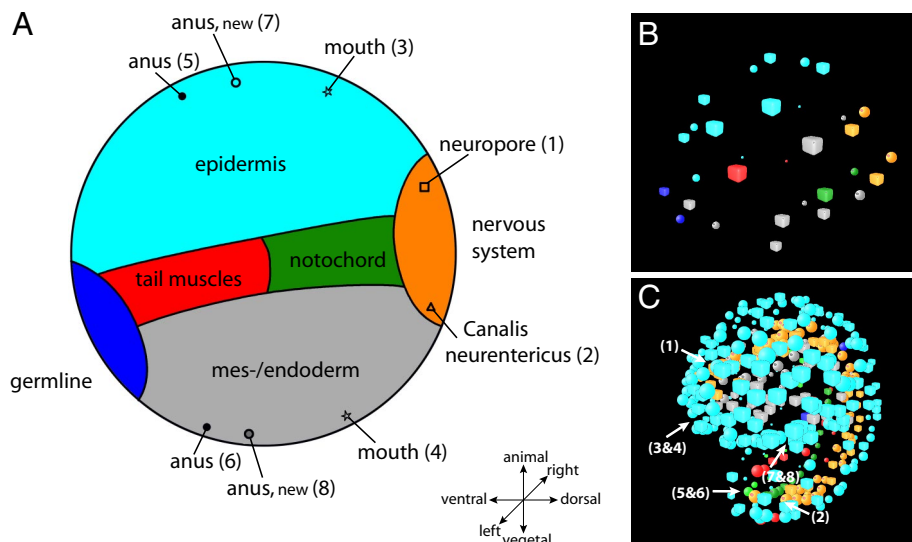 A
anus, new (7)
anus (5)
mouth (3)
neuropore (1)
epidermis
nervous
system
notochord
tail muscles
Canalis
neurentericus (2)
mes-/endoderm
germline
mouth (4)
anus (6)
anus, new (8)
animal
right
ventral
dorsal
left
vegetal
B
C
(1)
(3&4)
(7&8)
(5&6)
(2)